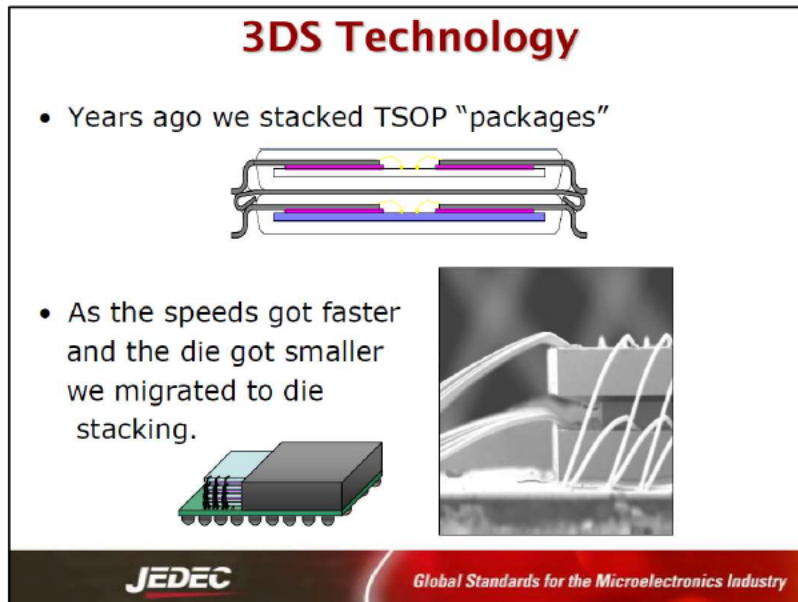 3DS Technology
• Years ago we stacked TSOP “packages”
• As the speeds got faster
and the die got smaller
we migrated to die
stacking.
JEDEC
Global Standards for the Microelectronics Industry